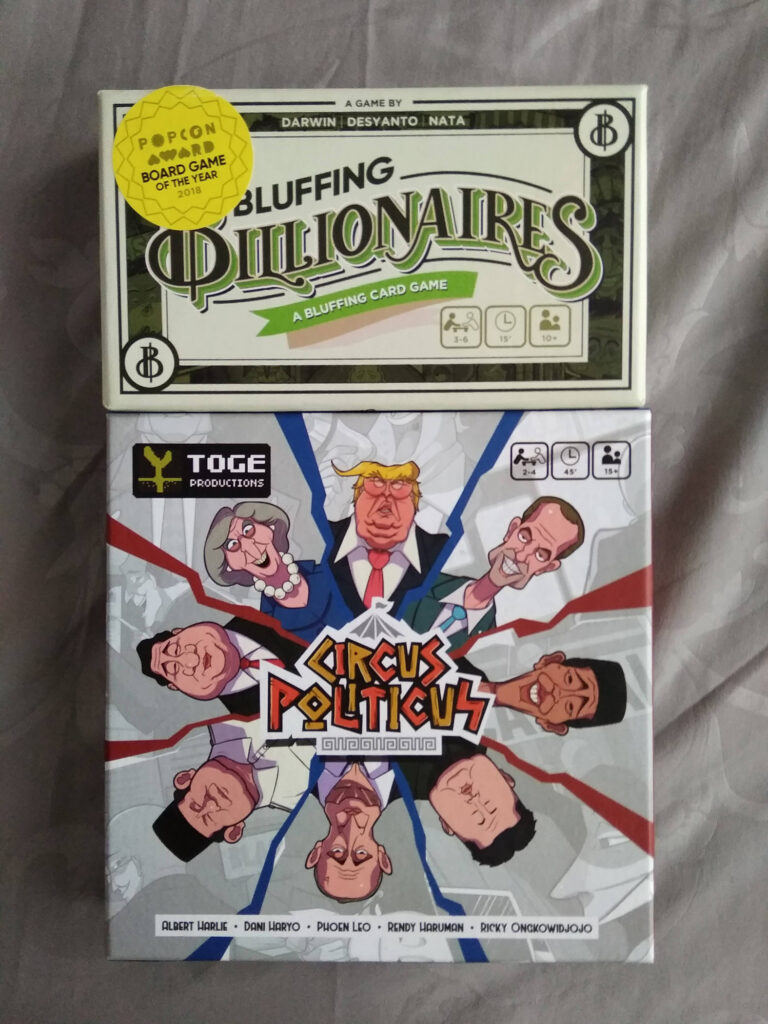 A GAME BY
DARWIN | DESYANTO | NATA
POPCON
AWARD
BOARD GAME
OF THE YEAR
2018
BLUFFING
BILLIONAIRES
A BLUFFING CARD GAME
3-6 15' 10+
B
B
TOGE
PRODUCTIONS
2-4 45' 15+
CIRCUS
POLITICUS
ALBERT HARLIE • DANI HARYO • PHOEN LEO • RENDY HARUMAN • RICKY ONGKOWIDJOJO